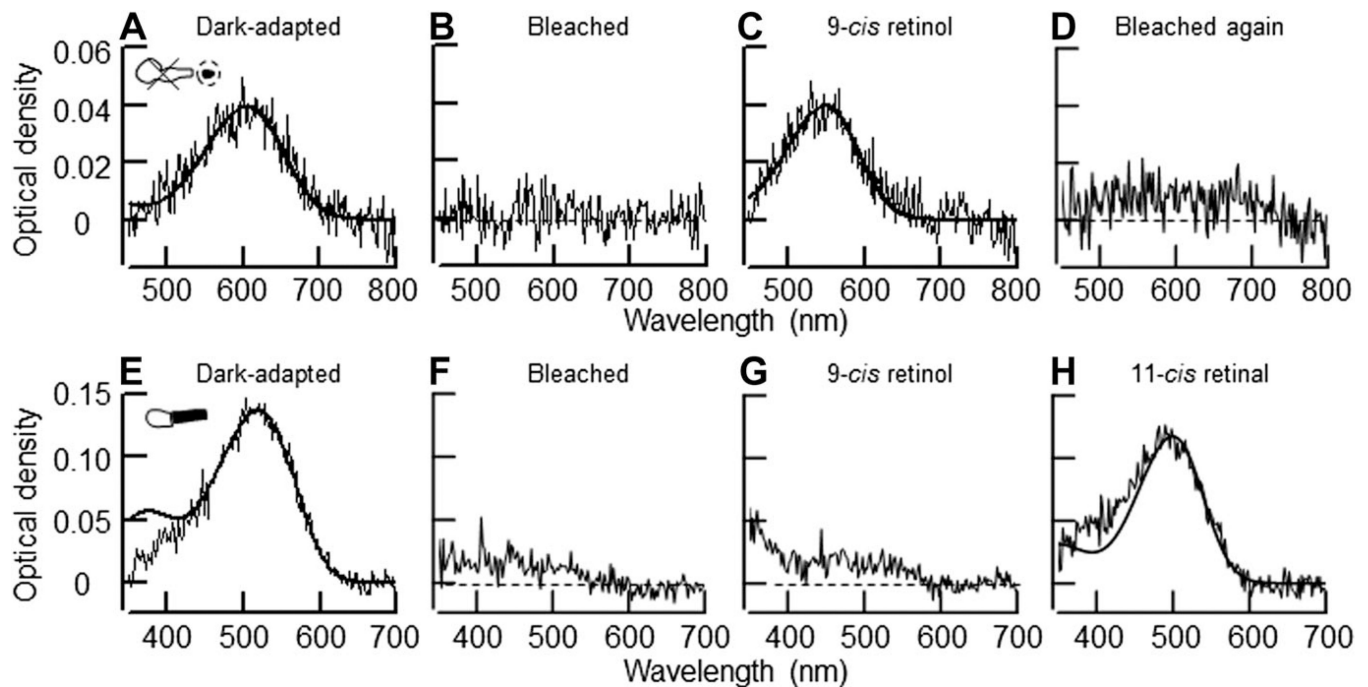 A Dark-adapted B Bleached C 9-cis retinol D Bleached again
Optical density
0.06
0.04
0.02
0
500 600 700 800 500 600 700 800 500 600 700 800 500 600 700 800
Wavelength (nm)
E Dark-adapted F Bleached G 9-cis retinol H 11-cis retinal
Optical density
0.15
0.10
0.05
0
400 500 600 700 400 500 600 700 400 500 600 700 400 500 600 700
Wavelength (nm)